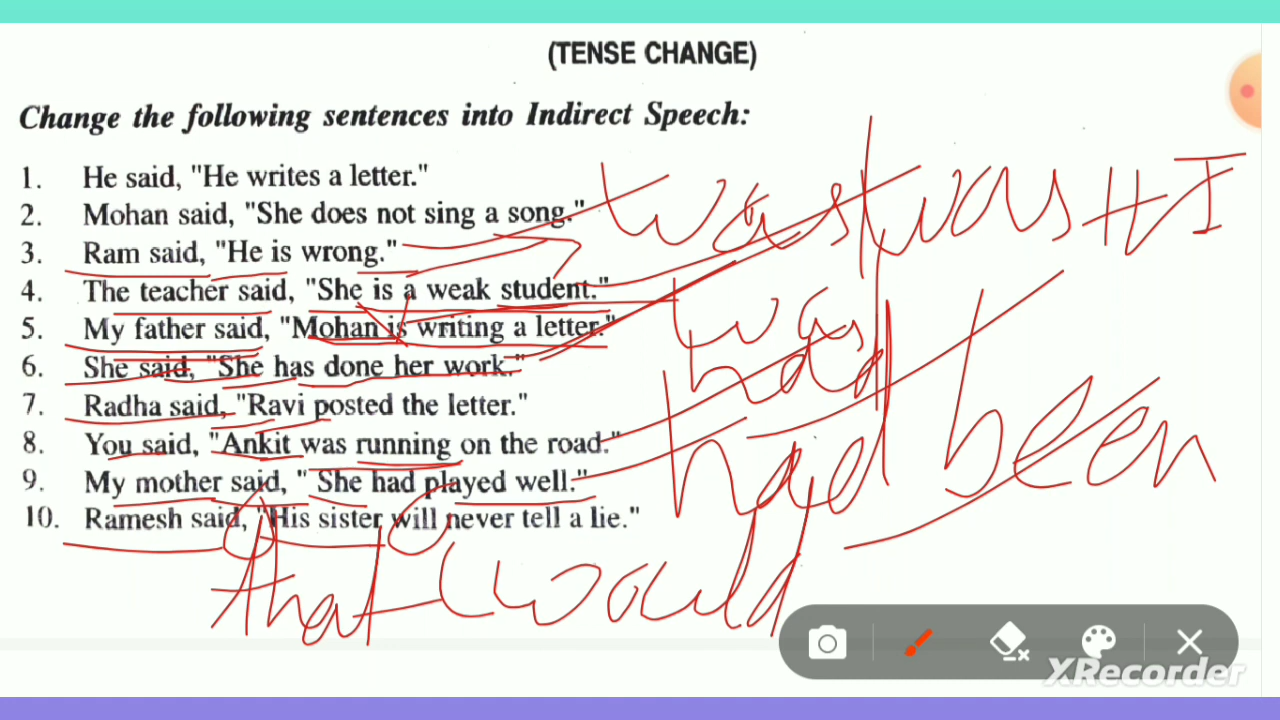 (TENSE CHANGE)
Change the following sentences into Indirect Speech:
1. He said, "He writes a letter."
2. Mohan said, "She does not sing a song."
3. Ram said, "He is wrong."
4. The teacher said, "She is a weak student."
5. My father said, "Mohan is writing a letter."
6. She said, "She has done her work."
7. Radha said, "Ravi posted the letter."
8. You said, "Ankit was running on the road."
9. My mother said, " She had played well."
10. Ramesh said, "His sister will never tell a lie."
was was
was
had
had been
that would
XRecorder